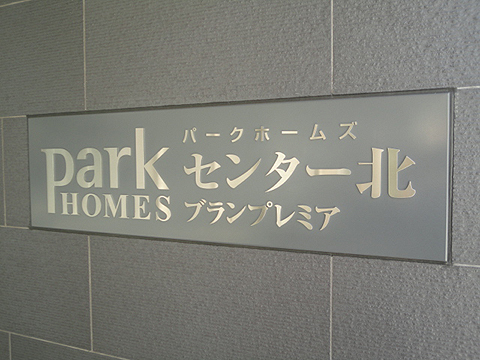 park
HOMES
パークホームズ
センター北
ブランプレミア